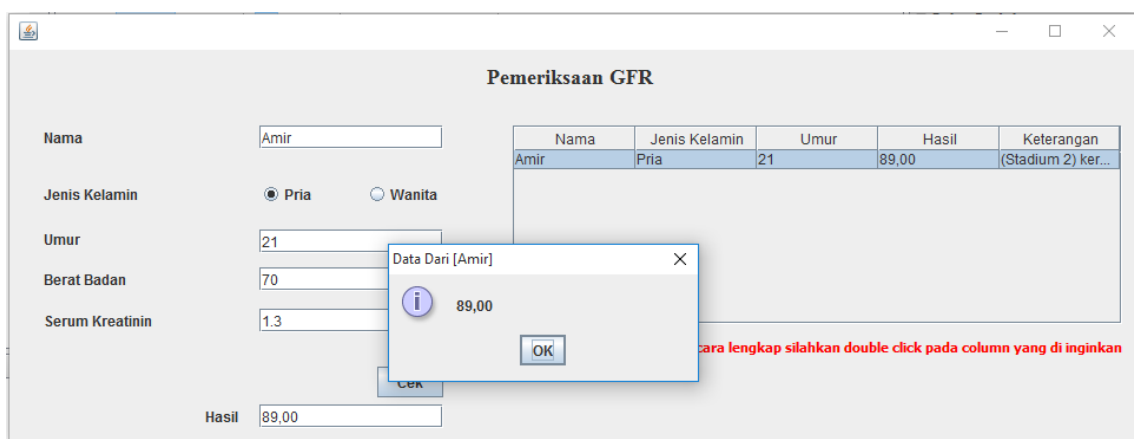 Pemeriksaan GFR
Nama Amir
Jenis Kelamin Pria Wanita
Umur 21
Berat Badan 70
Serum Kreatinin 1.3
Cek
Hasil 89,00
Nama Jenis Kelamin Umur Hasil Keterangan
Amir Pria 21 89,00 (Stadium 2) ker...
Data Dari [Amir]
89,00
OK
lengkap silahkan double click pada column yang di inginkan